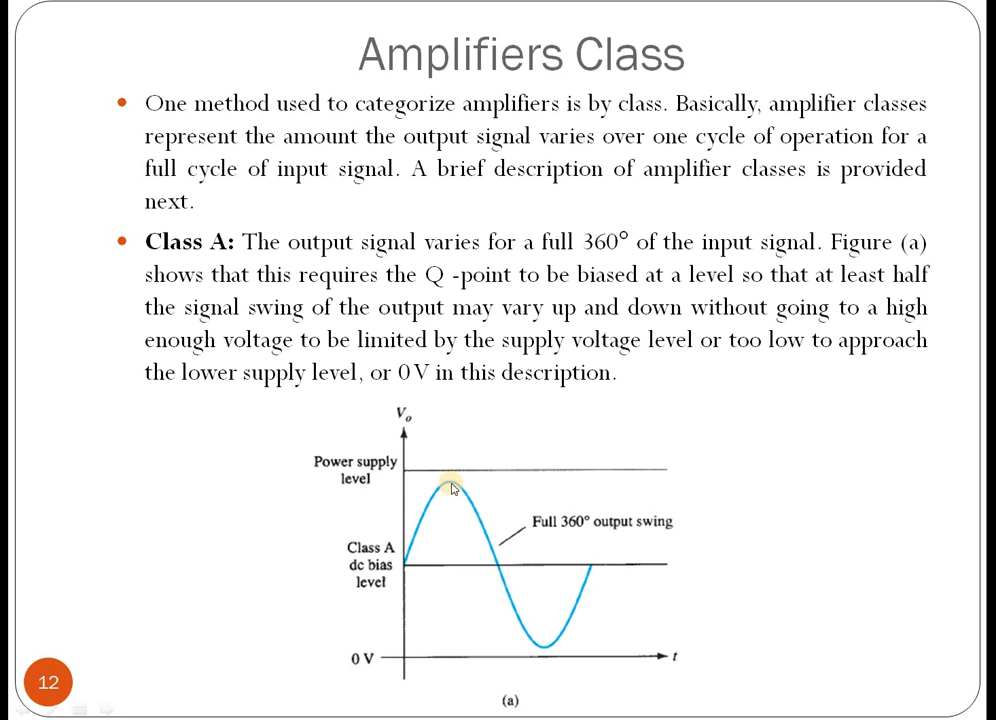 Amplifiers Class
• One method used to categorize amplifiers is by class. Basically, amplifier classes
represent the amount the output signal varies over one cycle of operation for a
full cycle of input signal. A brief description of amplifier classes is provided
next.
• Class A: The output signal varies for a full 360° of the input signal. Figure (a)
shows that this requires the Q -point to be biased at a level so that at least half
the signal swing of the output may vary up and down without going to a high
enough voltage to be limited by the supply voltage level or too low to approach
the lower supply level, or 0 V in this description.
Vo
Power supply
level
Full 360° output swing
Class A
dc bias
level
0 V
t
(a)
12